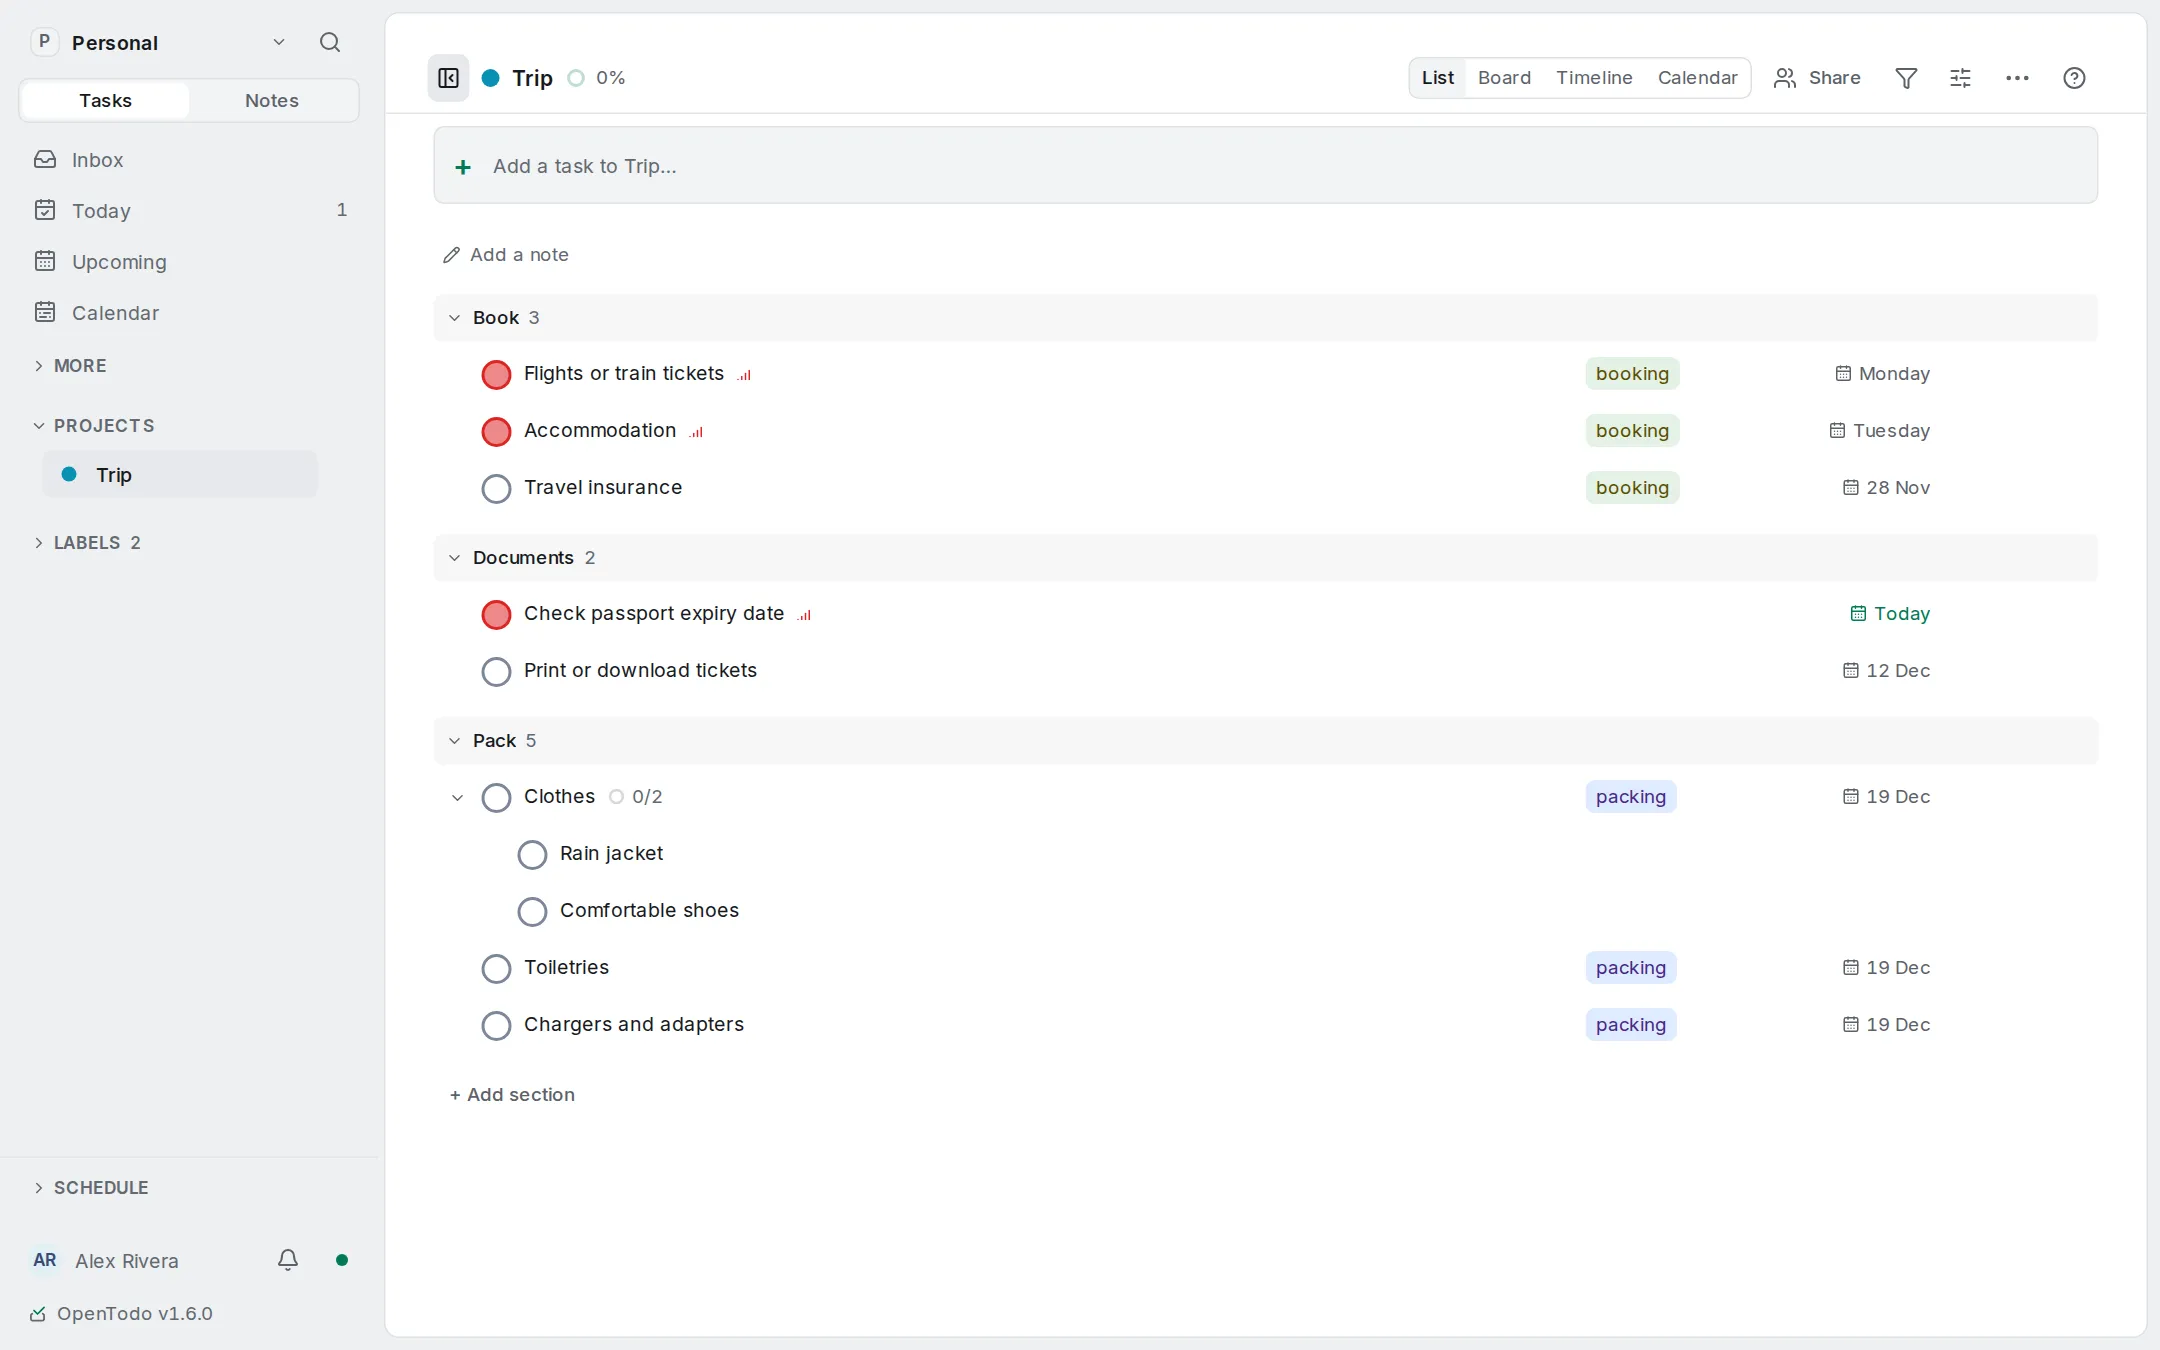 P Personal
Tasks Notes
Inbox
Today 1
Upcoming
Calendar
MORE
PROJECTS
Trip
LABELS 2
SCHEDULE
AR Alex Rivera
OpenTodo v1.6.0
Trip 0%
List Board Timeline Calendar Share
+ Add a task to Trip...
Add a note
Book 3
Flights or train tickets booking Monday
Accommodation booking Tuesday
Travel insurance booking 28 Nov
Documents 2
Check passport expiry date Today
Print or download tickets 12 Dec
Pack 5
Clothes 0/2 packing 19 Dec
Rain jacket
Comfortable shoes
Toiletries packing 19 Dec
Chargers and adapters packing 19 Dec
+ Add section